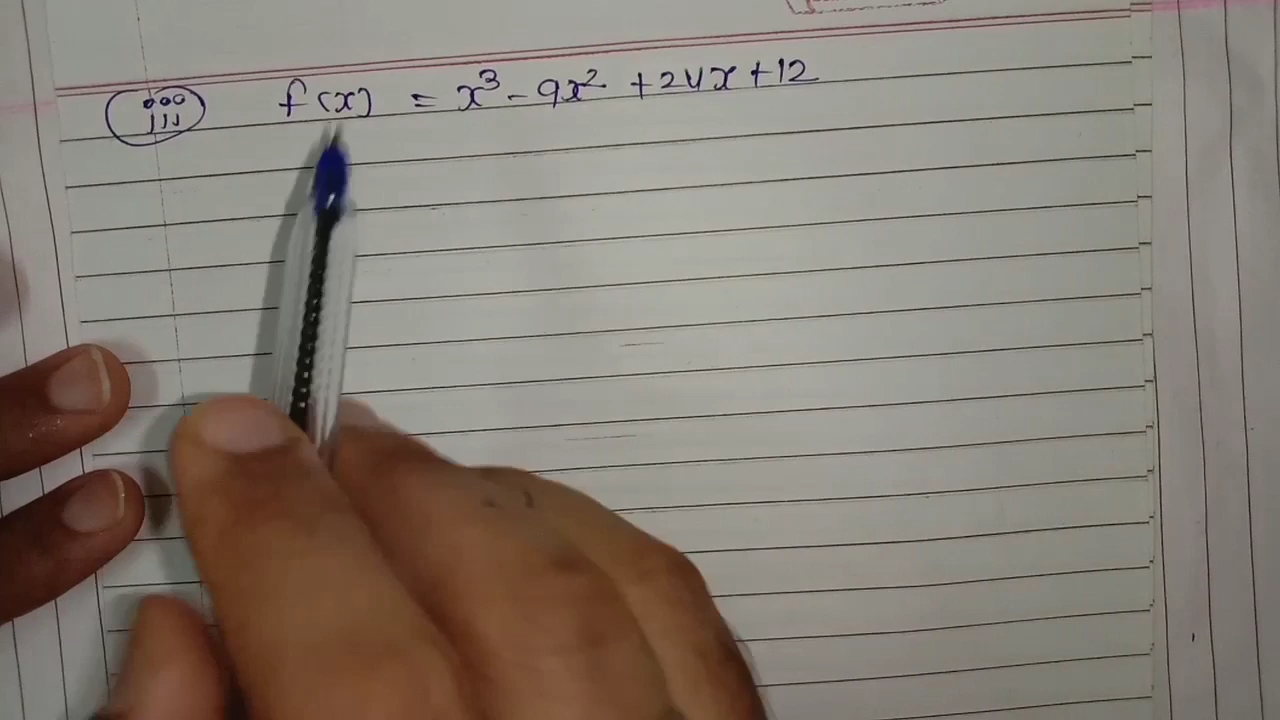 iii f(x) = x³ - 9x² + 24x + 12